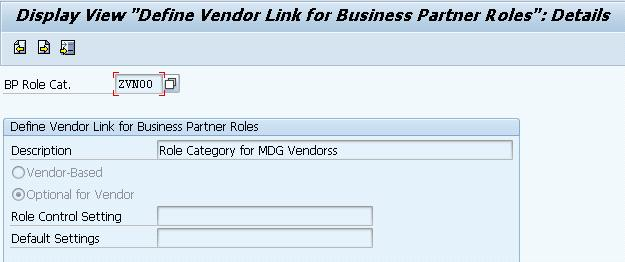 Display View "Define Vendor Link for Business Partner Roles": Details
BP Role Cat. ZVN00
Define Vendor Link for Business Partner Roles
Description Role Category for MDG Vendorss
Vendor-Based
Optional for Vendor
Role Control Setting
Default Settings